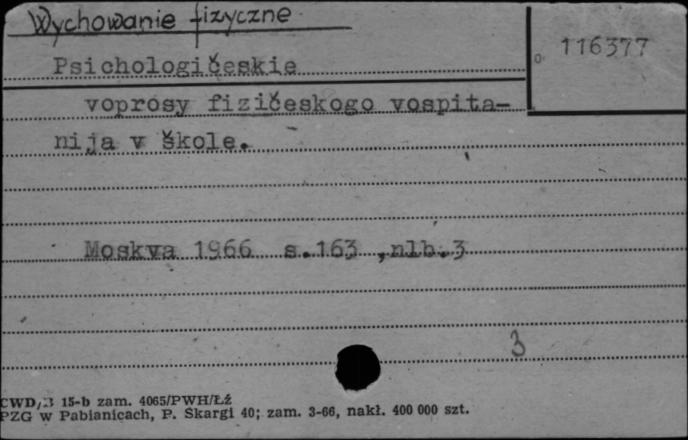 Wychowanie fizyczne
116377
Psichologičeskie
voprosy fizičeskogo vospita-
nija v škole.
Moskva 1966 s.163 ,nlb.3
3
CWD/3 15-b zam. 4065/PWH/Łź
PZG w Pabianicach, P. Skargi 40; zam. 3-66, nakł. 400 000 szt.